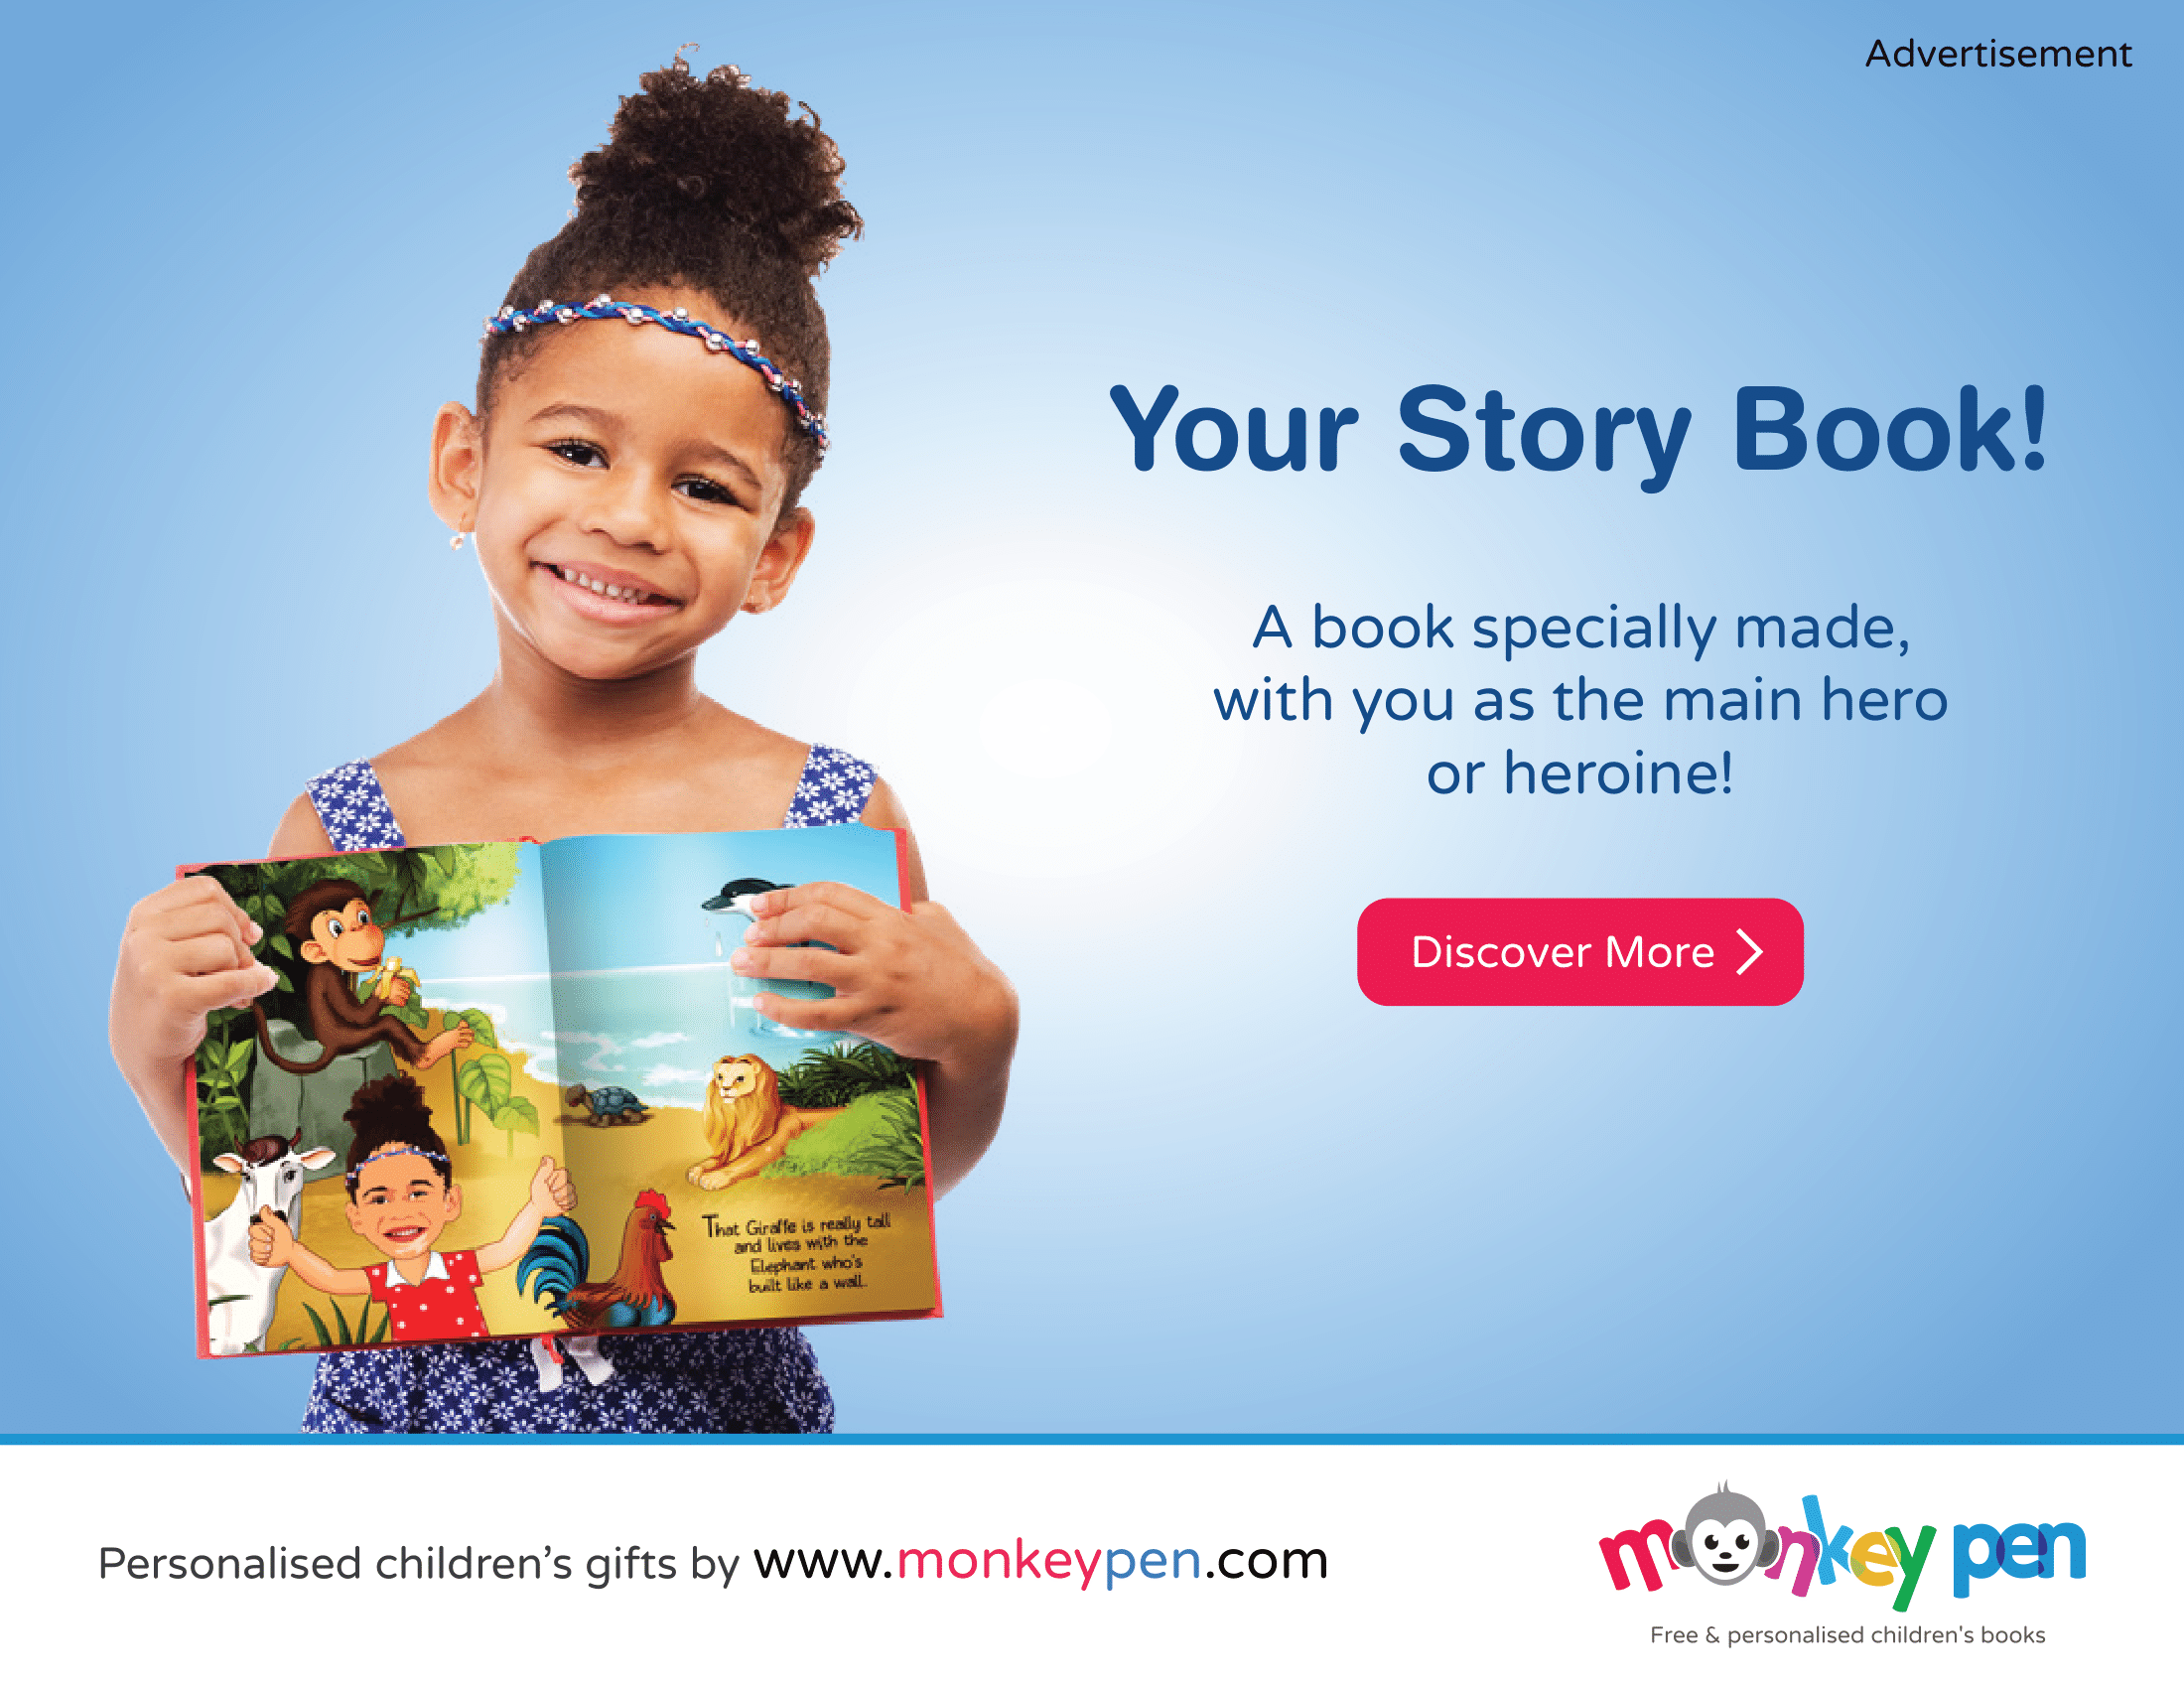 Advertisement
Your Story Book!
A book specially made,
with you as the main hero
or heroine!
Discover More
That Giraffe is really tall
and lives with the
Elephant who's
built like a wall.
Personalised children’s gifts by www.monkeypen.com
monkey pen
Free & personalised children's books